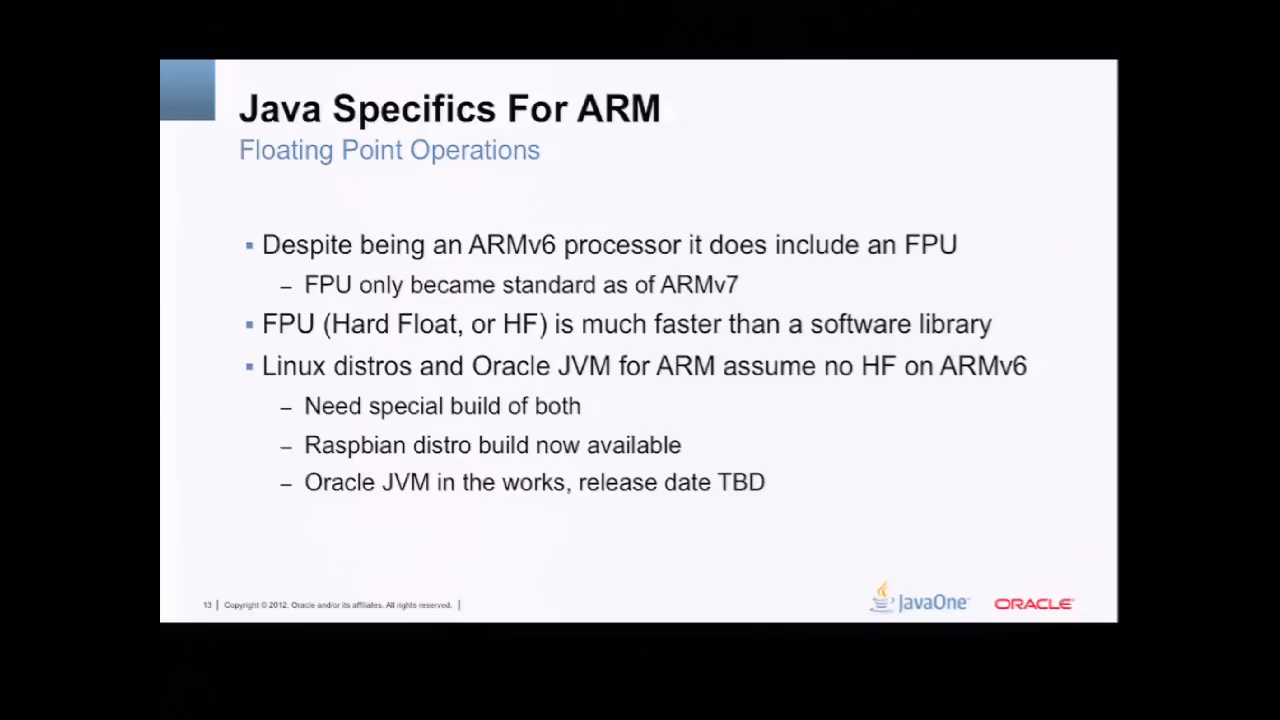 Java Specifics For ARM
Floating Point Operations
▪ Despite being an ARMv6 processor it does include an FPU
– FPU only became standard as of ARMv7
▪ FPU (Hard Float, or HF) is much faster than a software library
▪ Linux distros and Oracle JVM for ARM assume no HF on ARMv6
– Need special build of both
– Raspbian distro build now available
– Oracle JVM in the works, release date TBD
13 | Copyright © 2012, Oracle and/or its affiliates. All rights reserved. |
JavaOne™ ORACLE®